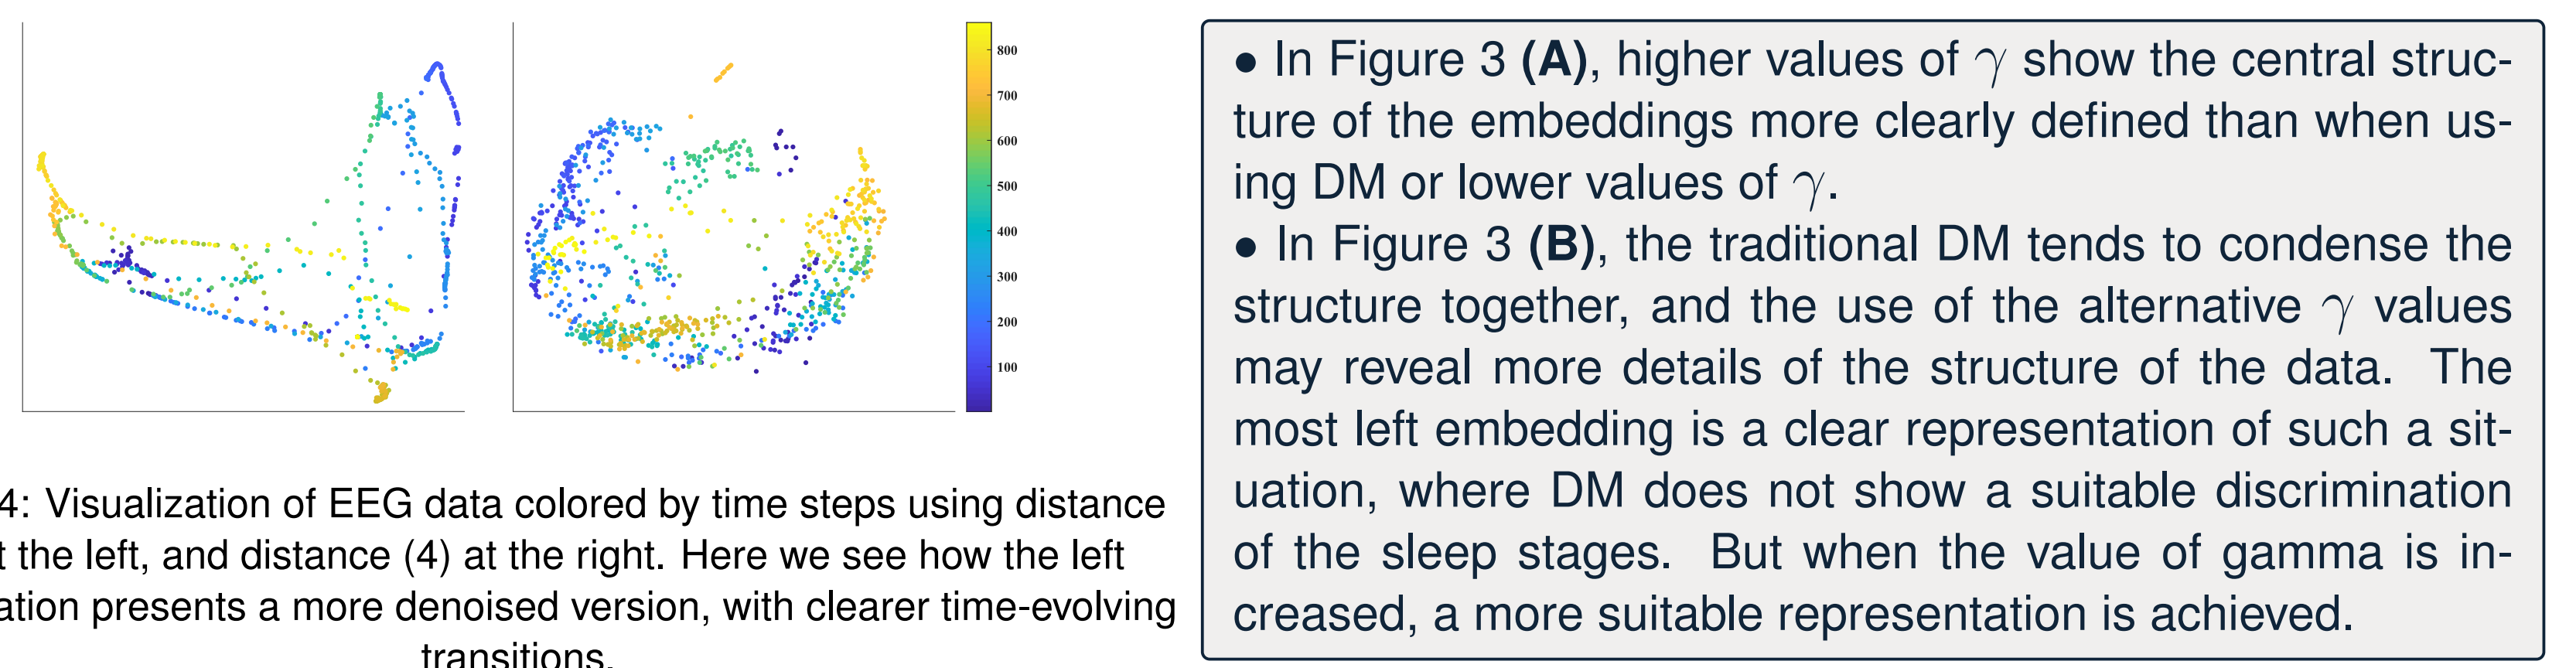 800
700
600
500
400
300
200
100
4: Visualization of EEG data colored by time steps using distance
the left, and distance (4) at the right. Here we see how the left
presents a more denoised version, with clearer time-evolving
transitions.
• In Figure 3 (A), higher values of γ show the central struc-
ture of the embeddings more clearly defined than when us-
ing DM or lower values of γ.
• In Figure 3 (B), the traditional DM tends to condense the
structure together, and the use of the alternative γ values
may reveal more details of the structure of the data. The
most left embedding is a clear representation of such a sit-
uation, where DM does not show a suitable discrimination
of the sleep stages. But when the value of gamma is in-
creased, a more suitable representation is achieved.